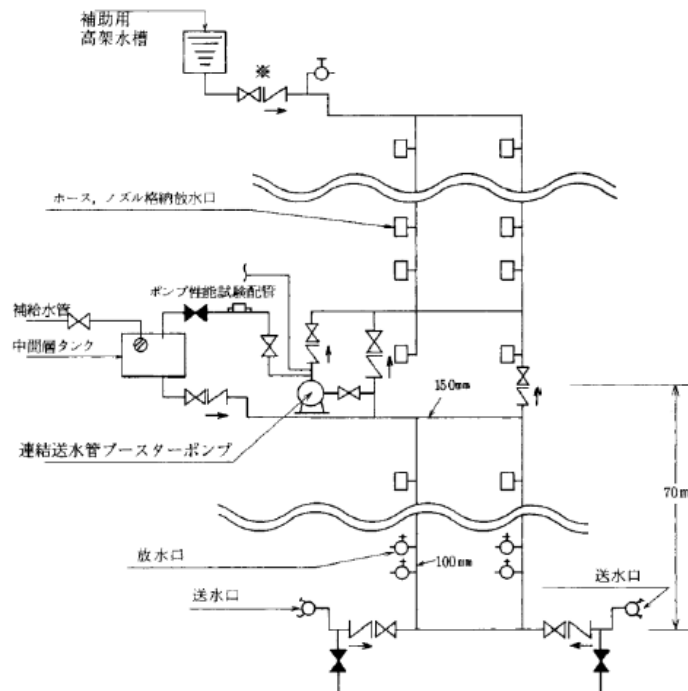 補助用
高架水槽
※
ホース，ノズル格納放水口
ポンプ性能試験配管
補給水管
中間層タンク
150mm
連結送水管ブースターポンプ
70m
放水口
100mm
送水口
送水口